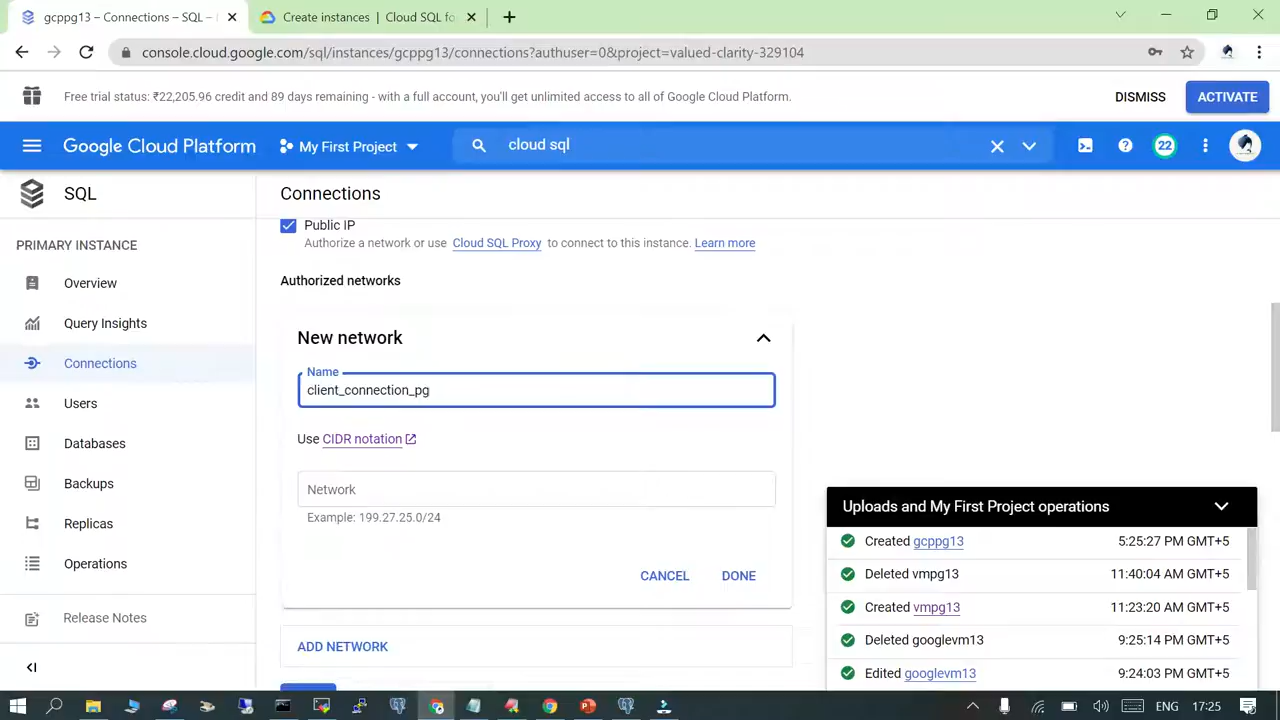 gcppg13 – Connections – SQL – (
Create instances | Cloud SQL for
console.cloud.google.com/sql/instances/gcppg13/connections?authuser=0&project=valued-clarity-329104
Free trial status: ₹22,205.96 credit and 89 days remaining - with a full account, you'll get unlimited access to all of Google Cloud Platform.
DISMISS
ACTIVATE
Google Cloud Platform
My First Project
cloud sql
22
SQL
Connections
PRIMARY INSTANCE
Overview
Query Insights
Connections
Users
Databases
Backups
Replicas
Operations
Release Notes
Public IP
Authorize a network or use Cloud SQL Proxy to connect to this instance. Learn more
Authorized networks
New network
Name
client_connection_pg
Use CIDR notation
Network
Example: 199.27.25.0/24
CANCEL
DONE
ADD NETWORK
Uploads and My First Project operations
Created gcppg13 5:25:27 PM GMT+5
Deleted vmpg13 11:40:04 AM GMT+5
Created vmpg13 11:23:20 AM GMT+5
Deleted googlevm13 9:25:14 PM GMT+5
Edited googlevm13 9:24:03 PM GMT+5
ENG
17:25